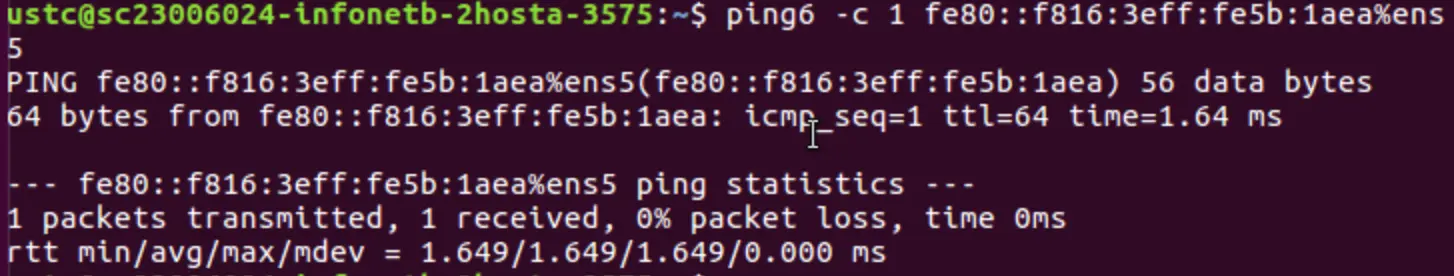 ustc@sc23006024-infonetb-2hosta-3575:~$ ping6 -c 1 fe80::f816:3eff:fe5b:1aea%ens
5
PING fe80::f816:3eff:fe5b:1aea%ens5(fe80::f816:3eff:fe5b:1aea) 56 data bytes
64 bytes from fe80::f816:3eff:fe5b:1aea: icmp_seq=1 ttl=64 time=1.64 ms

--- fe80::f816:3eff:fe5b:1aea%ens5 ping statistics ---
1 packets transmitted, 1 received, 0% packet loss, time 0ms
rtt min/avg/max/mdev = 1.649/1.649/1.649/0.000 ms